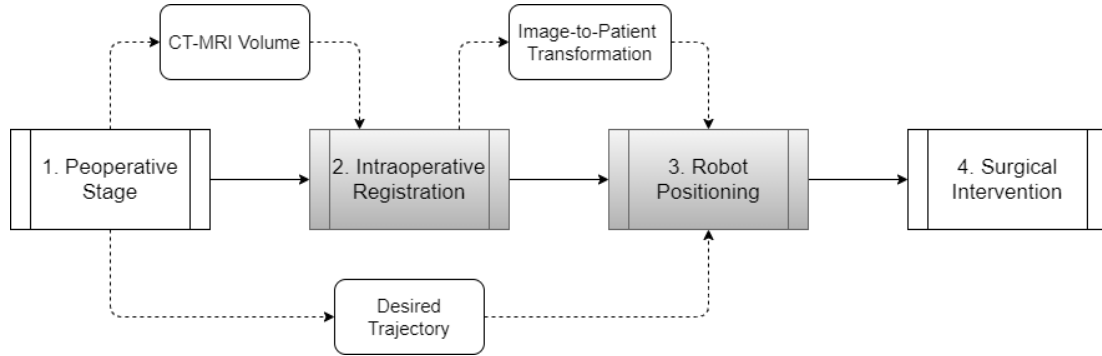 CT-MRI Volume
Image-to-Patient
Transformation
1. Peoperative
Stage
2. Intraoperative
Registration
3. Robot
Positioning
4. Surgical
Intervention
Desired
Trajectory